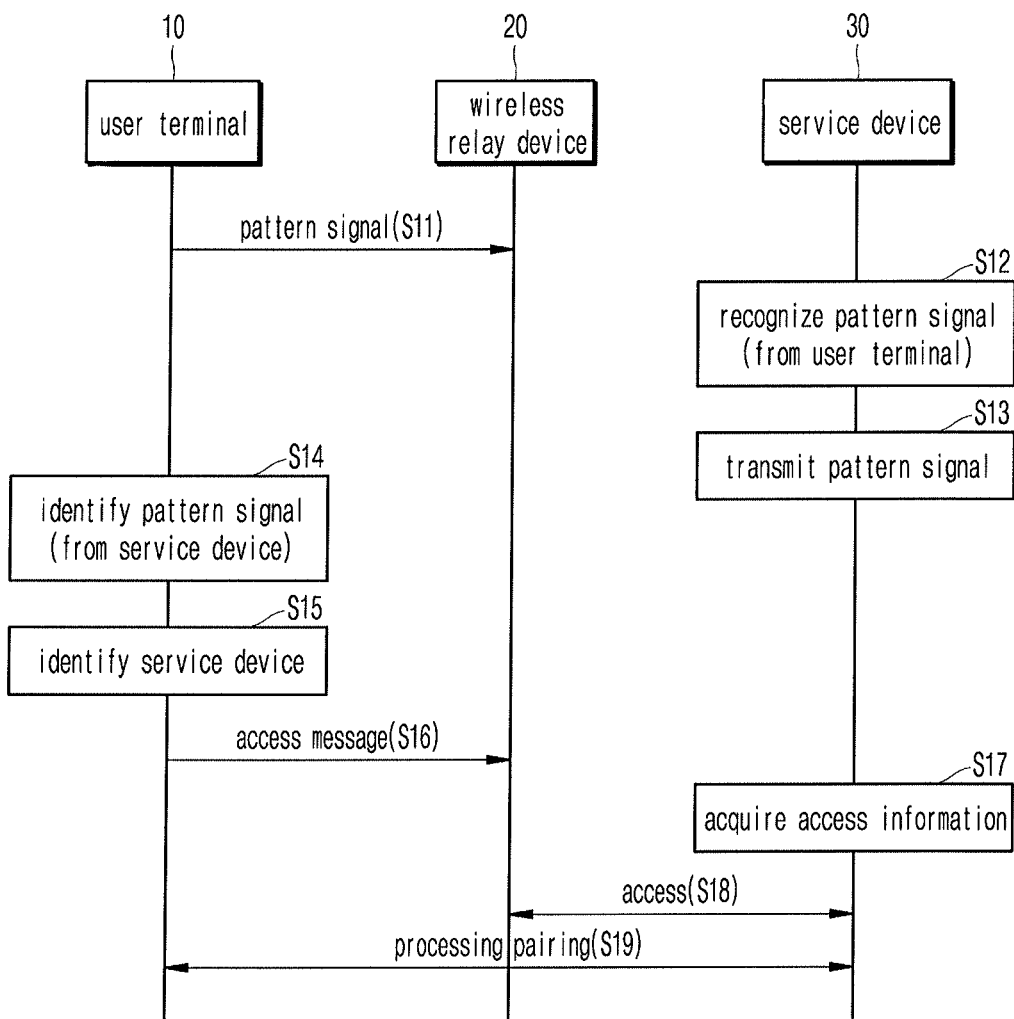 10
20
30
user terminal
wireless
relay device
service device
pattern signal(S11)
S12
recognize pattern signal
(from user terminal)
S13
transmit pattern signal
S14
identify pattern signal
(from service device)
S15
identify service device
access message(S16)
S17
acquire access information
access(S18)
processing pairing(S19)